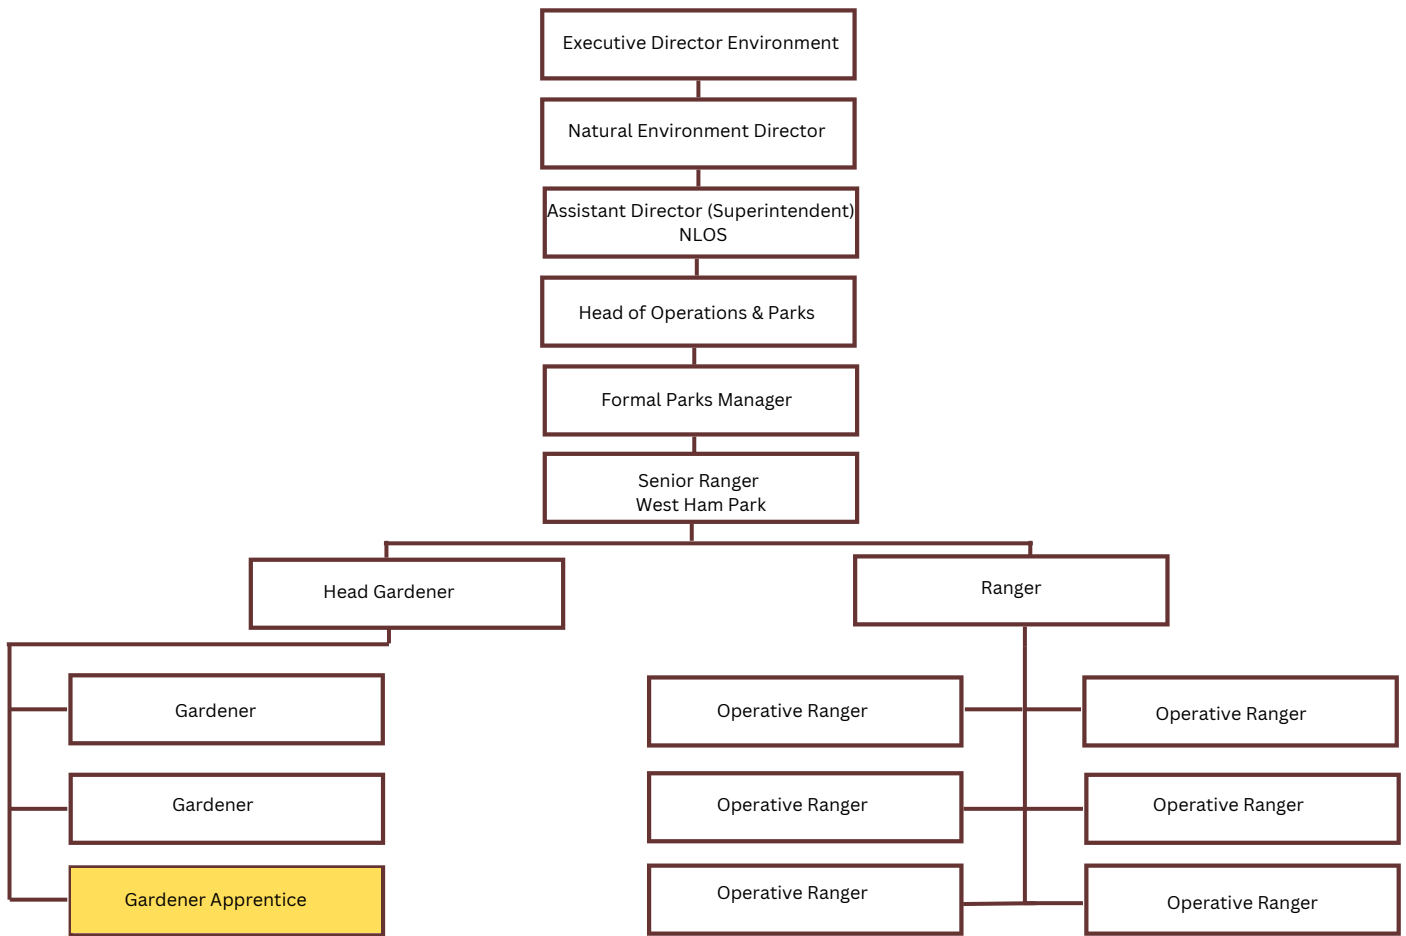 Executive Director Environment
Natural Environment Director
Assistant Director (Superintendent)
NLOS
Head of Operations & Parks
Formal Parks Manager
Senior Ranger
West Ham Park
Head Gardener
Ranger
Gardener
Gardener
Gardener Apprentice
Operative Ranger
Operative Ranger
Operative Ranger
Operative Ranger
Operative Ranger
Operative Ranger